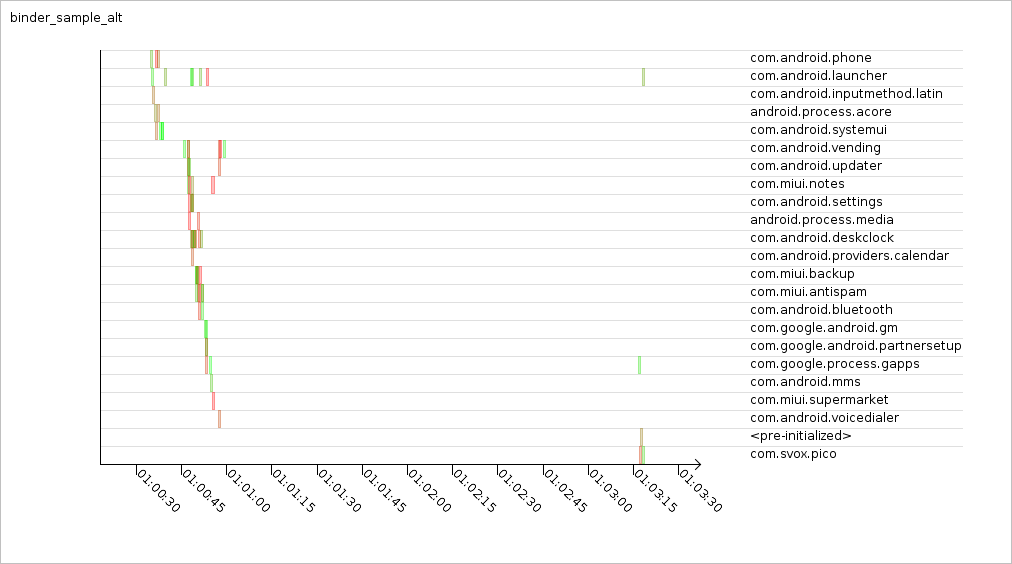 binder_sample_alt
com.android.phone
com.android.launcher
com.android.inputmethod.latin
android.process.acore
com.android.systemui
com.android.vending
com.android.updater
com.miui.notes
com.android.settings
android.process.media
com.android.deskclock
com.android.providers.calendar
com.miui.backup
com.miui.antispam
com.android.bluetooth
com.google.android.gm
com.google.android.partnersetup
com.google.process.gapps
com.android.mms
com.miui.supermarket
com.android.voicedialer
<pre-initialized>
com.svox.pico
01:00:30
01:00:45
01:01:00
01:01:15
01:01:30
01:01:45
01:02:00
01:02:15
01:02:30
01:02:45
01:03:00
01:03:15
01:03:30